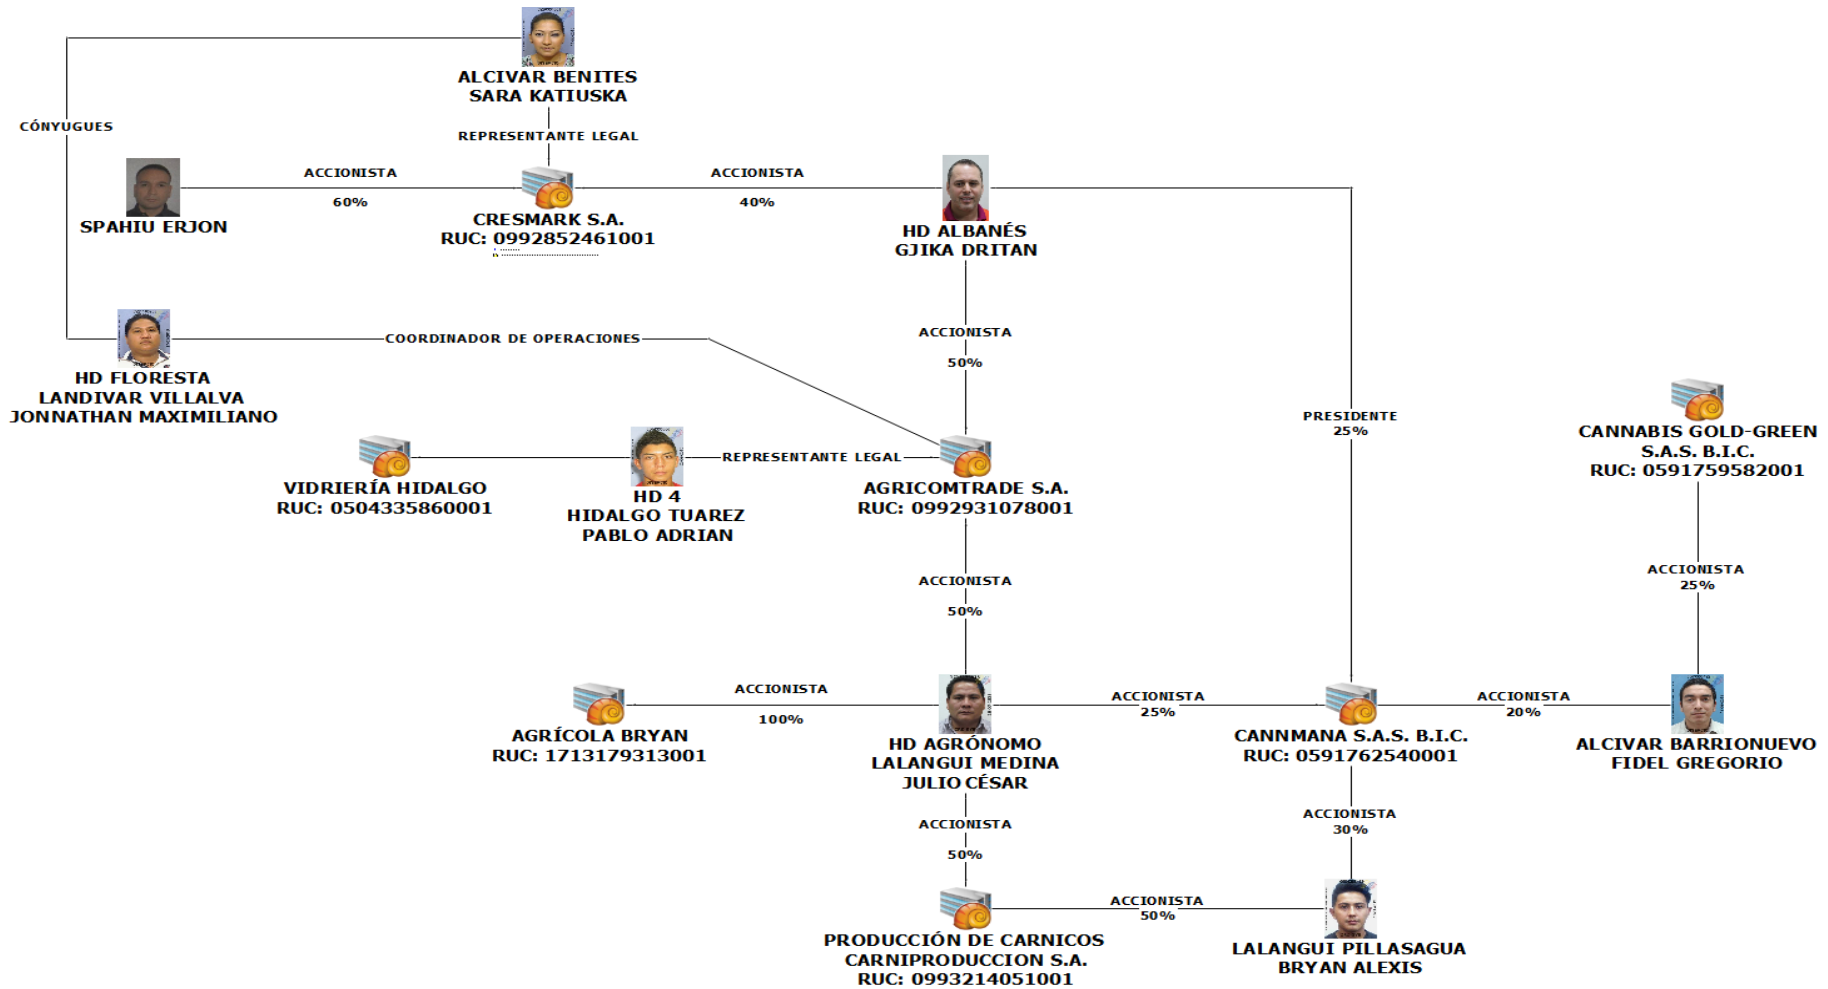 ALCIVAR BENITES
SARA KATIUSKA
CÓNYUGUES
REPRESENTANTE LEGAL
ACCIONISTA
60%
ACCIONISTA
40%
SPAHIU ERJON
CRESMARK S.A.
RUC: 0992852461001
HD ALBANÉS
GJIKA DRITAN
ACCIONISTA
50%
COORDINADOR DE OPERACIONES
HD FLORESTA
LANDIVAR VILLALVA
JONNATHAN MAXIMILIANO
PRESIDENTE
25%
CANNABIS GOLD-GREEN
S.A.S. B.I.C.
RUC: 0591759582001
REPRESENTANTE LEGAL
VIDRIERÍA HIDALGO
RUC: 0504335860001
HD 4
HIDALGO TUAREZ
PABLO ADRIAN
AGRICOMTRADE S.A.
RUC: 0992931078001
ACCIONISTA
50%
ACCIONISTA
25%
ACCIONISTA
100%
ACCIONISTA
25%
ACCIONISTA
20%
AGRÍCOLA BRYAN
RUC: 1713179313001
HD AGRÓNOMO
LALANGUI MEDINA
JULIO CÉSAR
CANNMANA S.A.S. B.I.C.
RUC: 0591762540001
ALCIVAR BARRIONUEVO
FIDEL GREGORIO
ACCIONISTA
50%
ACCIONISTA
30%
ACCIONISTA
50%
PRODUCCIÓN DE CARNICOS
CARNIPRODUCCION S.A.
RUC: 0993214051001
LALANGUI PILLASAGUA
BRYAN ALEXIS